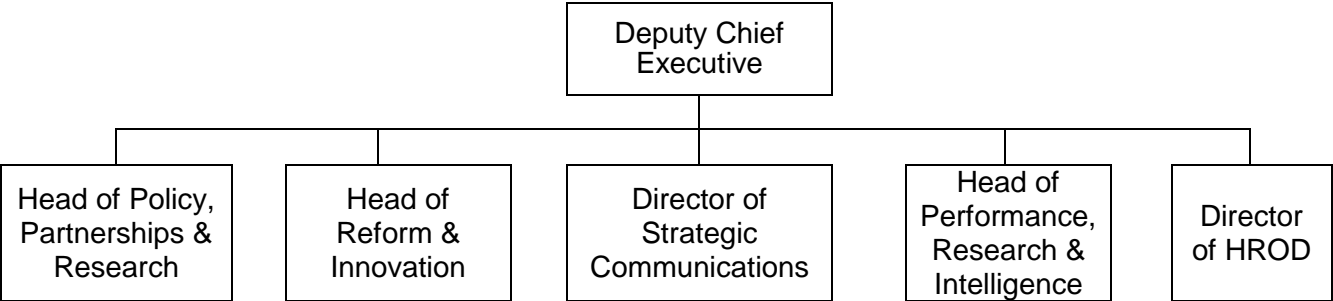 Deputy Chief
Executive
Head of Policy,
Partnerships &
Research
Head of
Reform &
Innovation
Director of
Strategic
Communications
Head of
Performance,
Research &
Intelligence
Director
of HROD